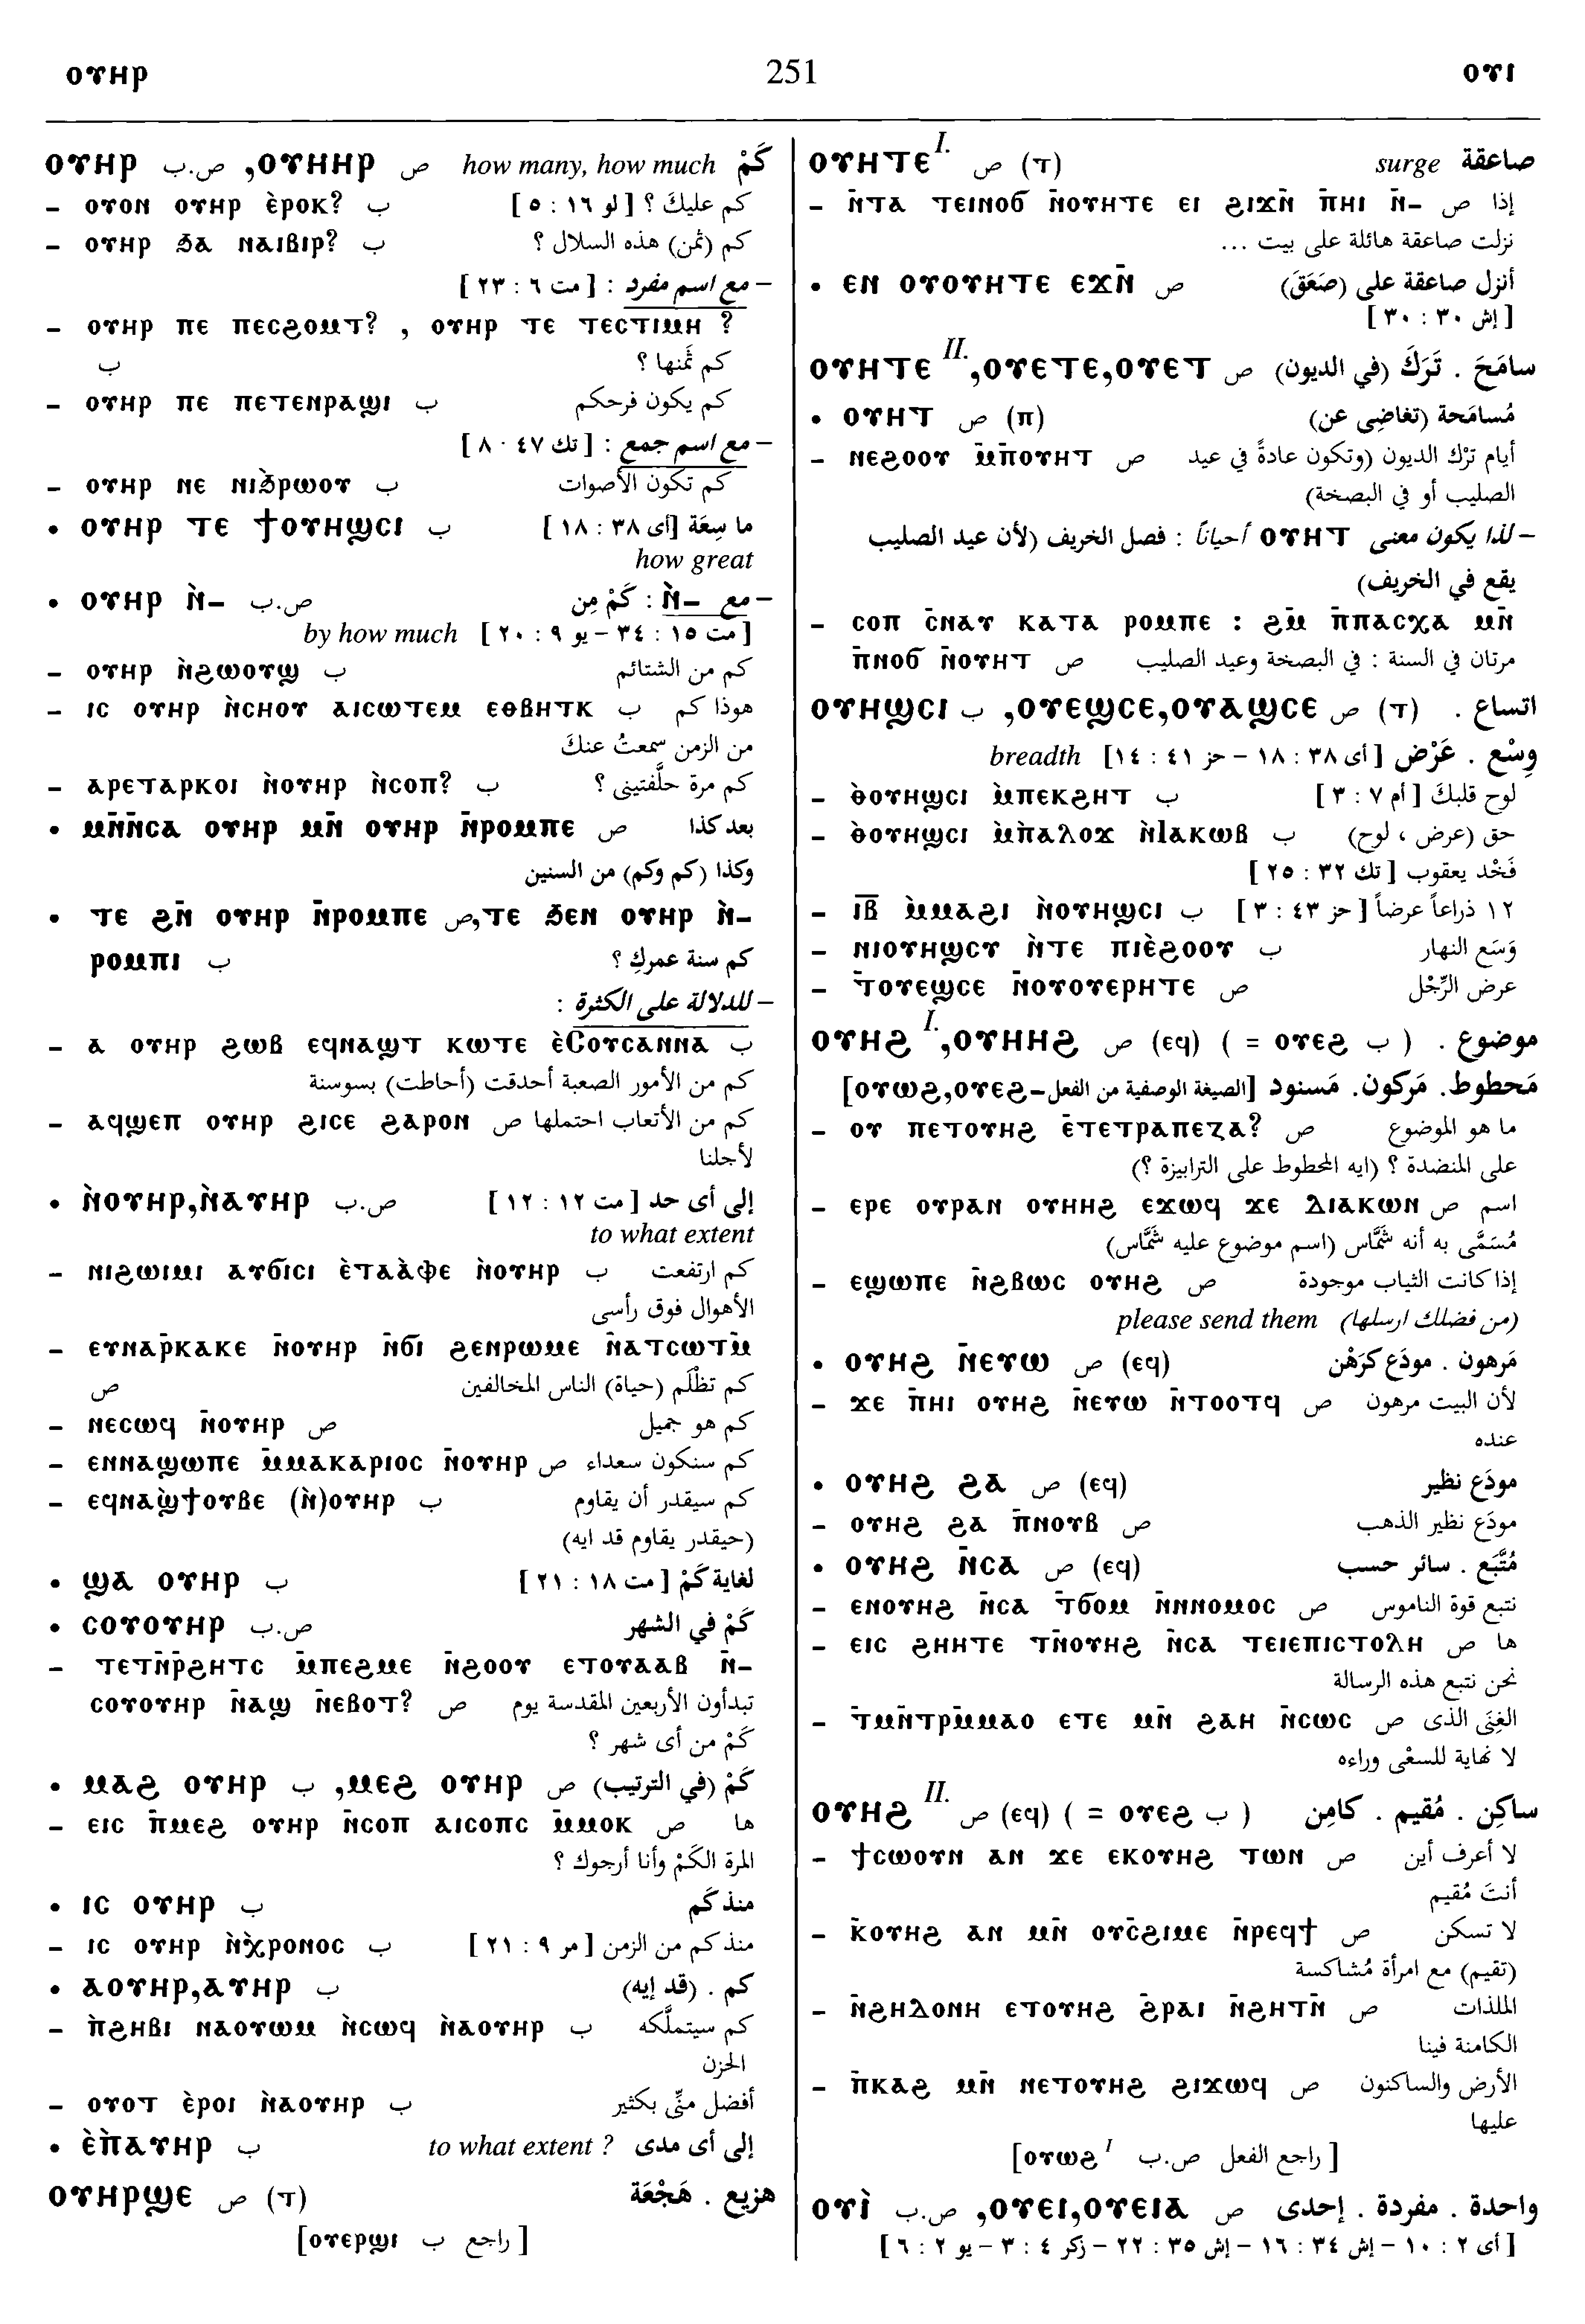 ⲟⲩⲏⲣ 251 ⲟⲩⲓ
ⲟⲩⲏⲣ ص.ب ,ⲟⲩⲏⲏⲣ ص how many, how much كَمْ
– ⲟⲩⲟⲛ ⲟⲩⲏⲣ ⲉ̀ⲣⲟⲕ? ب كم عليكَ ؟ [ لو ١٦ : ٥ ]
– ⲟⲩⲏⲣ ϧⲁ ⲛⲁⲓⲃⲓⲣ? ب كم (ثمن) هذه السلال ؟
– مع اسم مفرد : [ مت ٦ : ٢٣ ]
– ⲟⲩⲏⲣ ⲡⲉ ⲡⲉⲥϩⲟⲙⲧ? , ⲟⲩⲏⲣ ⲧⲉ ⲧⲉⲥⲧⲓⲙⲏ ?
ب كم ثمنها ؟
– ⲟⲩⲏⲣ ⲡⲉ ⲡⲉⲧⲉⲛⲣⲁϣⲓ ب كم يكون فرحكم
– مع اسم جمع : [ تك ٤٧ : ٨ ]
– ⲟⲩⲏⲣ ⲛⲉ ⲛⲓϧⲣⲱⲟⲩ ب كم تكون الأصوات
• ⲟⲩⲏⲣ ⲧⲉ ϯⲟⲩⲏϣⲥⲓ ب ما سِعَة [أى ٣٨ : ١٨ ]
how great
• ⲟⲩⲏⲣ ⲛ̀– ص.ب – مع –ⲛ̀ : كَمْ مِن
by how much [ مت ١٥ : ٣٤ – يو ٩ : ٢٠ ]
– ⲟⲩⲏⲣ ⲛ̀ϩⲱⲟⲩϣ ب كم من الشتائم
– ⲓⲥ ⲟⲩⲏⲣ ⲛ̀ⲥⲏⲟⲩ ⲁⲓⲥⲱⲧⲉⲙ ⲉⲑⲃⲏⲧⲕ ب هوذا كم
من الزمن سمعتُ عنكَ
– ⲁⲣⲉⲧⲁⲣⲕⲟⲓ ⲛ̀ⲟⲩⲏⲣ ⲛ̀ⲥⲟⲡ? ب كم مرة حلَّفتينى ؟
• ⲙⲛ̄ⲛ̄ⲥⲁ ⲟⲩⲏⲣ ⲙⲛ̄ ⲟⲩⲏⲣ ⲛ̄ⲣⲟⲙⲡⲉ ص بعد كذا
وكذا (كم وكم) من السنين
• ⲧⲉ ϩⲛ̄ ⲟⲩⲏⲣ ⲛ̄ⲣⲟⲙⲡⲉ ص,ⲧⲉ ϧⲉⲛ ⲟⲩⲏⲣ ⲛ̀–
ⲣⲟⲙⲡⲓ ب كم سنة عمركِ ؟
– للدلالة على الكثرة :
– ⲁ ⲟⲩⲏⲣ ϩⲱⲃ ⲉϥⲛⲁϣⲧ ⲕⲱⲧⲉ ⲉ̀Ⲥⲟⲩⲥⲁⲛⲛⲁ ب
كم من الأمور الصعبة أحدقت (أحاطت) بسوسنة
– ⲁϥϣⲉⲡ ⲟⲩⲏⲣ ϩⲓⲥⲉ ϩⲁⲣⲟⲛ ص كم من الأتعاب احتملها
لأجلنا
• ⲛ̀ⲟⲩⲏⲣ,ⲛ̀ⲁⲩⲏⲣ ص.ب إلى أى حد [ مت ١٢ : ١٢ ]
to what extent
– ⲛⲓϩⲱⲓⲙⲓ ⲁⲩϭⲓⲥⲓ ⲉ̀ⲧⲁⲁ̀ⲫⲉ ⲛ̀ⲟⲩⲏⲣ ب كم ارتفعت
الأهوال فوق رأسى
– ⲉⲩⲛⲁⲣ̄ⲕⲁⲕⲉ ⲛ̄ⲟⲩⲏⲣ ⲛ̄ϭⲓ ϩⲉⲛⲣⲱⲙⲉ ⲛ̄ⲁⲧⲥⲱⲧⲙ̄
ص كم تظْلَم (حياة) الناس المخالفين
– ⲛⲉⲥⲱϥ ⲛ̄ⲟⲩⲏⲣ ص كم هو جميل
– ⲉⲛⲛⲁϣⲱⲡⲉ ⲙ̄ⲙⲁⲕⲁⲣⲓⲟⲥ ⲛ̄ⲟⲩⲏⲣ ص كم سنكون سعداء
– ⲉϥⲛⲁϣ̀ϯⲟⲩⲃⲉ (ⲛ̀)ⲟⲩⲏⲣ ب كم سيقدر أن يقاوم
(حيقدر يقاوم قد ايه)
• ϣⲁ ⲟⲩⲏⲣ ب لغاية كَمْ [ مت ١٨ : ٢١ ]
• ⲥⲟⲩⲟⲩⲏⲣ ص.ب كَمْ في الشهر
– ⲧⲉⲧⲛ̄ⲣ̄ϩⲏⲧⲥ ⲙ̄ⲡⲉϩⲙⲉ ⲛ̄ϩⲟⲟⲩ ⲉⲧⲟⲩⲁⲁⲃ ⲛ̄–
ⲥⲟⲩⲟⲩⲏⲣ ⲛ̄ⲁϣ ⲛ̄ⲉⲃⲟⲧ? ص تبدأون الأربعين المقدسة يوم
كَمْ من أى شهر ؟
• ⲙⲁϩ ⲟⲩⲏⲣ ب ,ⲙⲉϩ ⲟⲩⲏⲣ ص كَمْ (في الترتيب)
– ⲉⲓⲥ ⲡ̄ⲙⲉϩ ⲟⲩⲏⲣ ⲛ̄ⲥⲟⲡ ⲁⲓⲥⲟⲡⲥ ⲙ̄ⲙⲟⲕ ص ها
المرة الكَمْ وأنا أرجوك ؟
• ⲓⲥ ⲟⲩⲏⲣ ب منذ كَم
– ⲓⲥ ⲟⲩⲏⲣ ⲛ̀ⲭⲣⲟⲛⲟⲥ ب منذ كم من الزمن [ مر ٩ : ٢١ ]
• ⲁⲟⲩⲏⲣ,ⲁⲩⲏⲣ ب كم . (قد إيه)
– ⲡ̀ϩⲏⲃⲓ ⲛⲁⲟⲩⲱⲙ ⲛ̀ⲥⲱϥ ⲛ̀ⲁⲟⲩⲏⲣ ب كم سيتملَّكه
الحزن
– ⲟⲩⲟⲧ ⲉ̀ⲣⲟⲓ ⲛ̀ⲁⲟⲩⲏⲣ ب أفضل منِّى بكثير
• ⲉ̀ⲡ̀ⲁⲩⲏⲣ ب to what extent ? إلى أى مدى
ⲟⲩⲏⲣϣⲉ ص (ⲧ) هزيع . هَجْعَة
[ راجع ب ⲟⲩⲉⲣϣⲓ]
ⲟⲩⲏⲧⲉ I. ص (ⲧ) surge صاعقة
– ⲛ̄ⲧⲁ ⲧⲉⲓⲛⲟϭ ⲛ̄ⲟⲩⲏⲧⲉ ⲉⲓ ϩⲓϫⲛ̄ ⲡ̄ⲏⲓ ⲛ̄– ص إذا
نزلت صاعقة هائلة على بيت ...
• ⲉⲛ ⲟⲩⲟⲩⲏⲧⲉ ⲉϫⲛ̄ ص أنزل صاعقة على (صَعَقَ)
[ إش ٣٠ : ٣٠ ]
ⲟⲩⲏⲧⲉ II. ,ⲟⲩⲉⲧⲉ,ⲟⲩⲉⲧ ص سامَحَ . تَرَكَ (في الديون)
• ⲟⲩⲏⲧ ص (ⲡ) مُسامَحة (تغاضِى عن)
– ⲛⲉϩⲟⲟⲩ ⲙ̄ⲡⲟⲩⲏⲧ ص أيام ترْك الديون (وتكون عادةً في عيد
الصليب أو في البصخة)
– لذا يكون معنى ⲟⲩⲏⲧ أحياناً : فصل الخريف (لأن عيد الصليب
يقع في الخريف)
– ⲥⲟⲡ ⲥ̄ⲛⲁⲩ ⲕⲁⲧⲁ ⲣⲟⲙⲡⲉ : ϩⲙ̄ ⲡ̄ⲡⲁⲥⲭⲁ ⲙⲛ̄
ⲡ̄ⲛⲟϭ ⲛ̄ⲟⲩⲏⲧ ص مرتان في السنة : في البصخة وعيد الصليب
ⲟⲩⲏϣⲥⲓ ب ,ⲟⲩⲉϣⲥⲉ,ⲟⲩⲁϣⲥⲉ ص (ⲧ) اتساع .
وِسْع . عَرْض [ أى ٣٨ : ١٨ – حز ٤١ : ١٤] breadth
– ⲑ̀ⲟⲩⲏϣⲥⲓ ⲙ̀ⲡⲉⲕϩⲏⲧ ب لوح قلبكَ [ أم ٧ : ٣ ]
– ⲑ̀ⲟⲩⲏϣⲥⲓ ⲙ̀ⲡ̀ⲁⲗⲟϫ ⲛ̀Ⲓⲁⲕⲱⲃ ب حق (عرض ، لوح)
فَخْد يعقوب [ تك ٣٢ : ٢٥ ]
– ⲓ̅ⲃ̅ ⲙ̀ⲙⲁϩⲓ ⲛ̀ⲟⲩⲏϣⲥⲓ ب ١٢ ذراعاً عرضاً [ حز ٤٣ : ٣ ]
– ⲛⲓⲟⲩⲏϣⲥⲩ ⲛ̀ⲧⲉ ⲡⲓⲉ̀ϩⲟⲟⲩ ب وَسَع النهار
– ⲧ̄ⲟⲩⲉϣⲥⲉ ⲛ̄ⲟⲩⲟⲩⲉⲣⲏⲧⲉ ص عرض الرِّجْل
ⲟⲩⲏϩ I. ,ⲟⲩⲏⲏϩ ص (ⲉϥ) ( = ⲟⲩⲉϩ ب ) موضوع .
مَحطوط. مَركون. مَسنود [الصيغة الوصفية من الفعل–ⲟⲩⲱϩ,ⲟⲩⲉϩ]
– ⲟⲩ ⲡⲉⲧⲟⲩⲏϩ ⲉ̄ⲧⲉⲧⲣⲁⲡⲉⲍⲁ? ص ما هو الموضوع
على المنضدة ؟ (ايه المحطوط على الترابيزة ؟)
– ⲉⲣⲉ ⲟⲩⲣⲁⲛ ⲟⲩⲏⲏϩ ⲉϫⲱϥ ϫⲉ ⲇⲓⲁⲕⲱⲛ ص اسم
مُسَمَّى به أنه شَمَّاس (اسم موضوع عليه شَمَّاس)
– ⲉϣⲱⲡⲉ ⲛ̄ϩⲃⲱⲥ ⲟⲩⲏϩ ص إذا كانت الثياب موجودة
please send them (من فضلك ارسلها)
• ⲟⲩⲏϩ ⲛ̄ⲉⲩⲱ ص (ⲉϥ) مَرهون . مودَع كرَهْن
– ϫⲉ ⲡ̄ⲏⲓ ⲟⲩⲏϩ ⲛ̄ⲉⲩⲱ ⲛ̄ⲧⲟⲟⲧϥ ص لأن البيت مرهون
عنده
• ⲟⲩⲏϩ ϩⲁ ص (ⲉϥ) مودَع نظير
– ⲟⲩⲏϩ ϩⲁ ⲡ̄ⲛⲟⲩⲃ ص مودَع نظير الذهب
• ⲟⲩⲏϩ ⲛ̄ⲥⲁ ص (ⲉϥ) مُتَّبَع . سائر حسب
– ⲉⲛⲟⲩⲏϩ ⲛ̄ⲥⲁ ⲧ̄ϭⲟⲙ ⲛ̄ⲛⲛⲟⲙⲟⲥ ص نتبع قوة الناموس
– ⲉⲓⲥ ϩⲏⲏⲧⲉ ⲧⲛ̄ⲟⲩⲏϩ ⲛ̄ⲥⲁ ⲧⲉⲓⲉⲡⲓⲥⲧⲟⲗⲏ ص ها
نحن نتبع هذه الرسالة
– ⲧ̄ⲙⲛ̄ⲧⲣⲙ̄ⲙⲁⲟ ⲉⲧⲉ ⲙⲛ̄ ϩⲁⲏ ⲛ̄ⲥⲱⲥ ص الغِنَى الذى
لا نهاية للسعْى وراءه
ⲟⲩⲏϩ II. ص (ⲉϥ) ( = ⲟⲩⲉϩ ب ) ساكِن . مُقيم . كامِن
– ϯⲥⲱⲟⲩⲛ ⲁⲛ ϫⲉ ⲉⲕⲟⲩⲏϩ ⲧⲱⲛ ص لا أعرف أين
أنتَ مُقيم
– ⲕ̄ⲟⲩⲏϩ ⲁⲛ ⲙⲛ̄ ⲟⲩⲥ̄ϩⲓⲙⲉ ⲛ̄ⲣⲉϥϯ ص لا تسكن
(تقيم) مع امرأة مُشاكسة
– ⲛ̄ϩⲏⲇⲟⲛⲏ ⲉⲧⲟⲩⲏϩ ϩ̄ⲣⲁⲓ ⲛ̄ϩⲏⲧⲛ̄ ص الملذات
الكامنة فينا
– ⲡ̄ⲕⲁϩ ⲙⲛ̄ ⲛⲉⲧⲟⲩⲏϩ ϩⲓϫⲱϥ ص الأرض والساكنون
عليها
[ راجع الفعل ص.ب ⲟⲩⲱϩ I]
ⲟⲩⲓ̀ ص.ب ,ⲟⲩⲉⲓ,ⲟⲩⲉⲓⲁ ص واحدة . مفردة . إحدى
[ أى ٢ : ١٠ – إش ٣٤ : ١٦ – إش ٣٥ : ٢٢ – زكر ٤ : ٣ – يو ٢ : ٦ ]